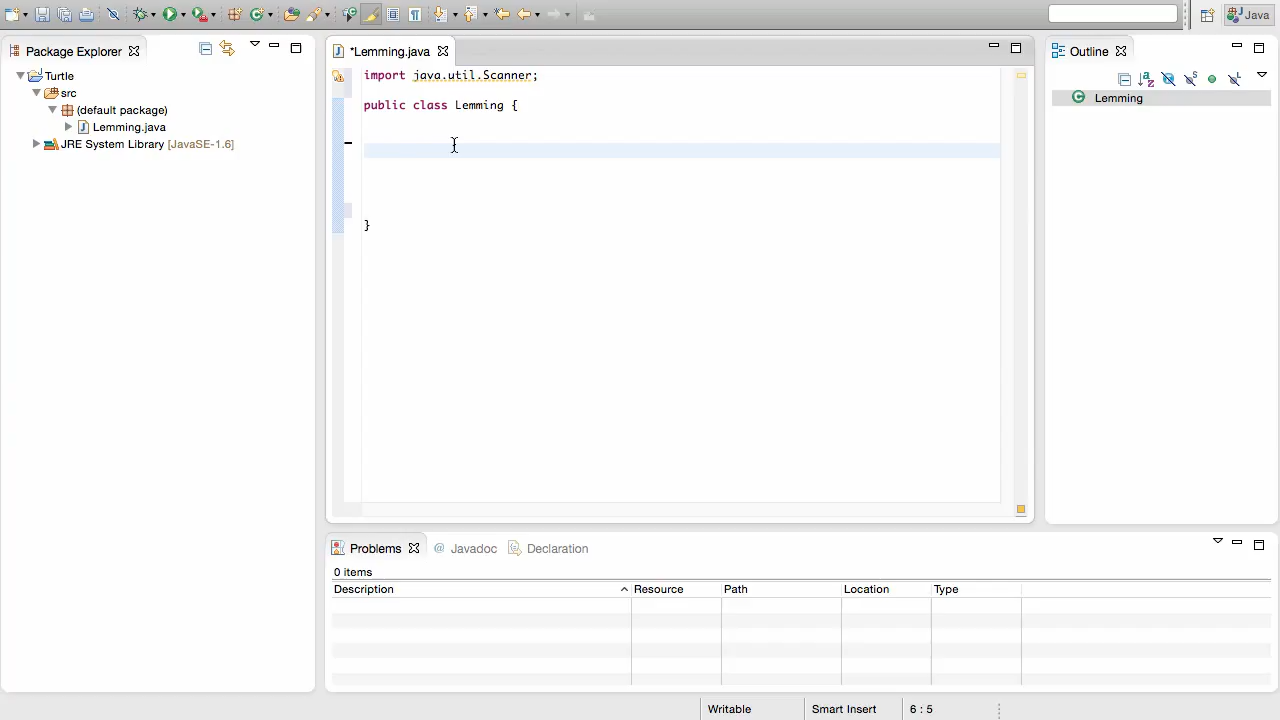 Java
Package Explorer
Turtle
src
(default package)
Lemming.java
JRE System Library [JavaSE-1.6]
*Lemming.java
import java.util.Scanner;
public class Lemming {
}
Outline
Lemming
Problems
@ Javadoc
Declaration
0 items
Description
Resource
Path
Location
Type
Writable
Smart Insert
6 : 5